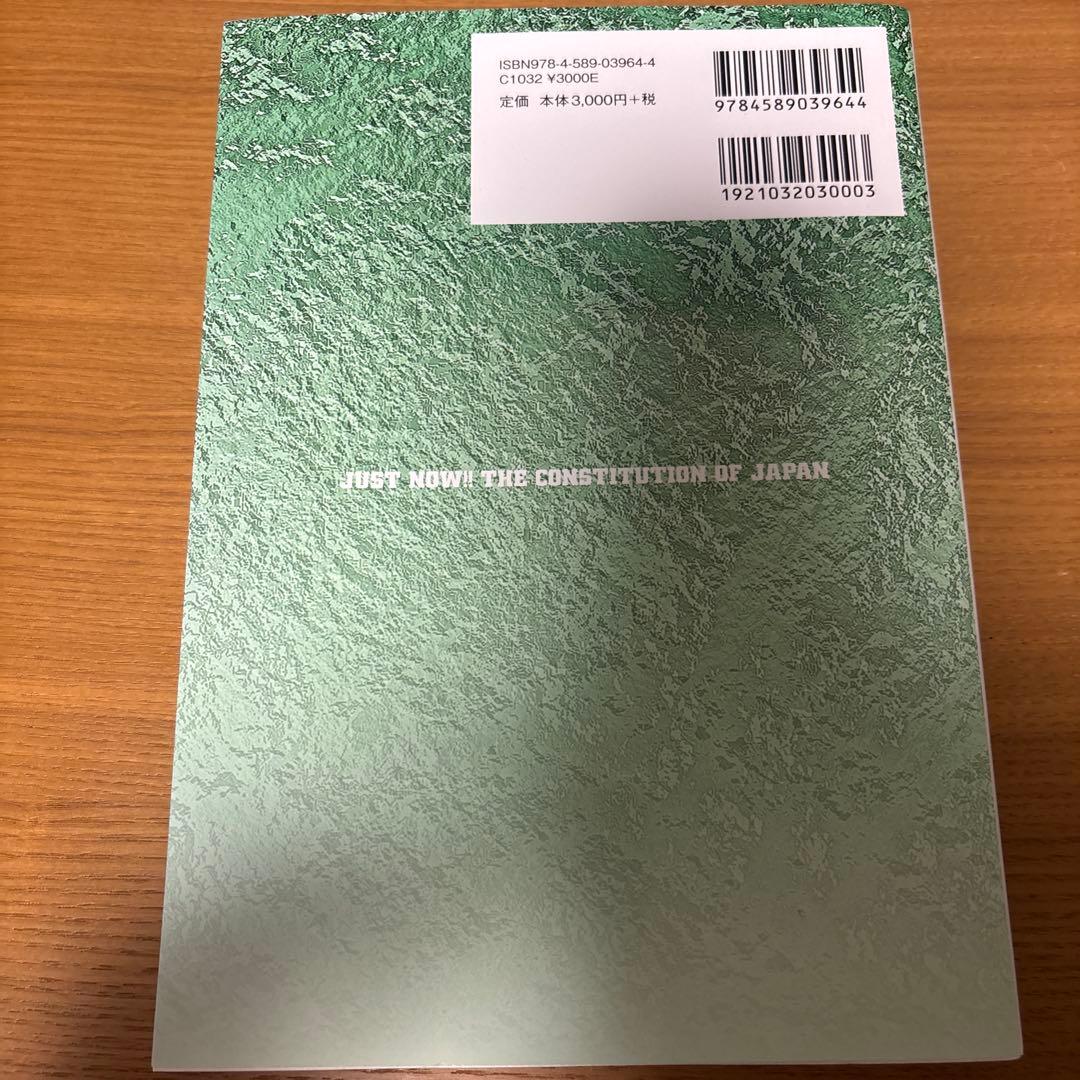 ISBN978-4-589-03964-4
C1032 ¥3000E
定価 本体3,000円+税
9784589039644
1921032030003
JUST NOW!! THE CONSTITUTION OF JAPAN